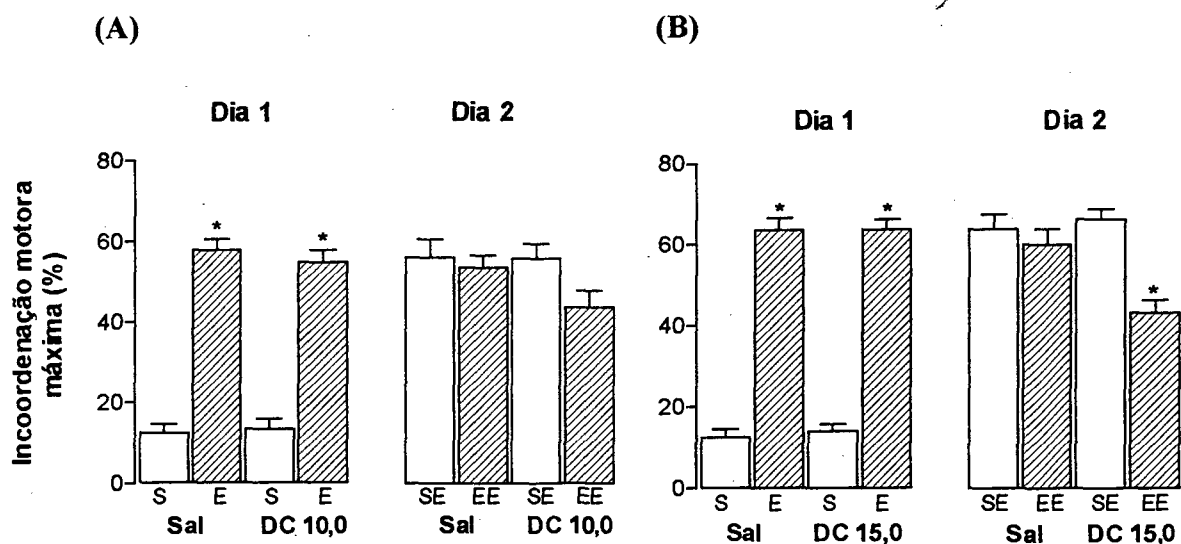 (A)
(B)
Dia 1
Dia 2
Dia 1
Dia 2
Incoordenação motora
máxima (%)
80
60
40
20
0
*
*
S E S E
Sal DC 10,0
SE EE SE EE
Sal DC 10,0
80
60
40
20
0
*
*
*
S E S E
Sal DC 15,0
SE EE SE EE
Sal DC 15,0